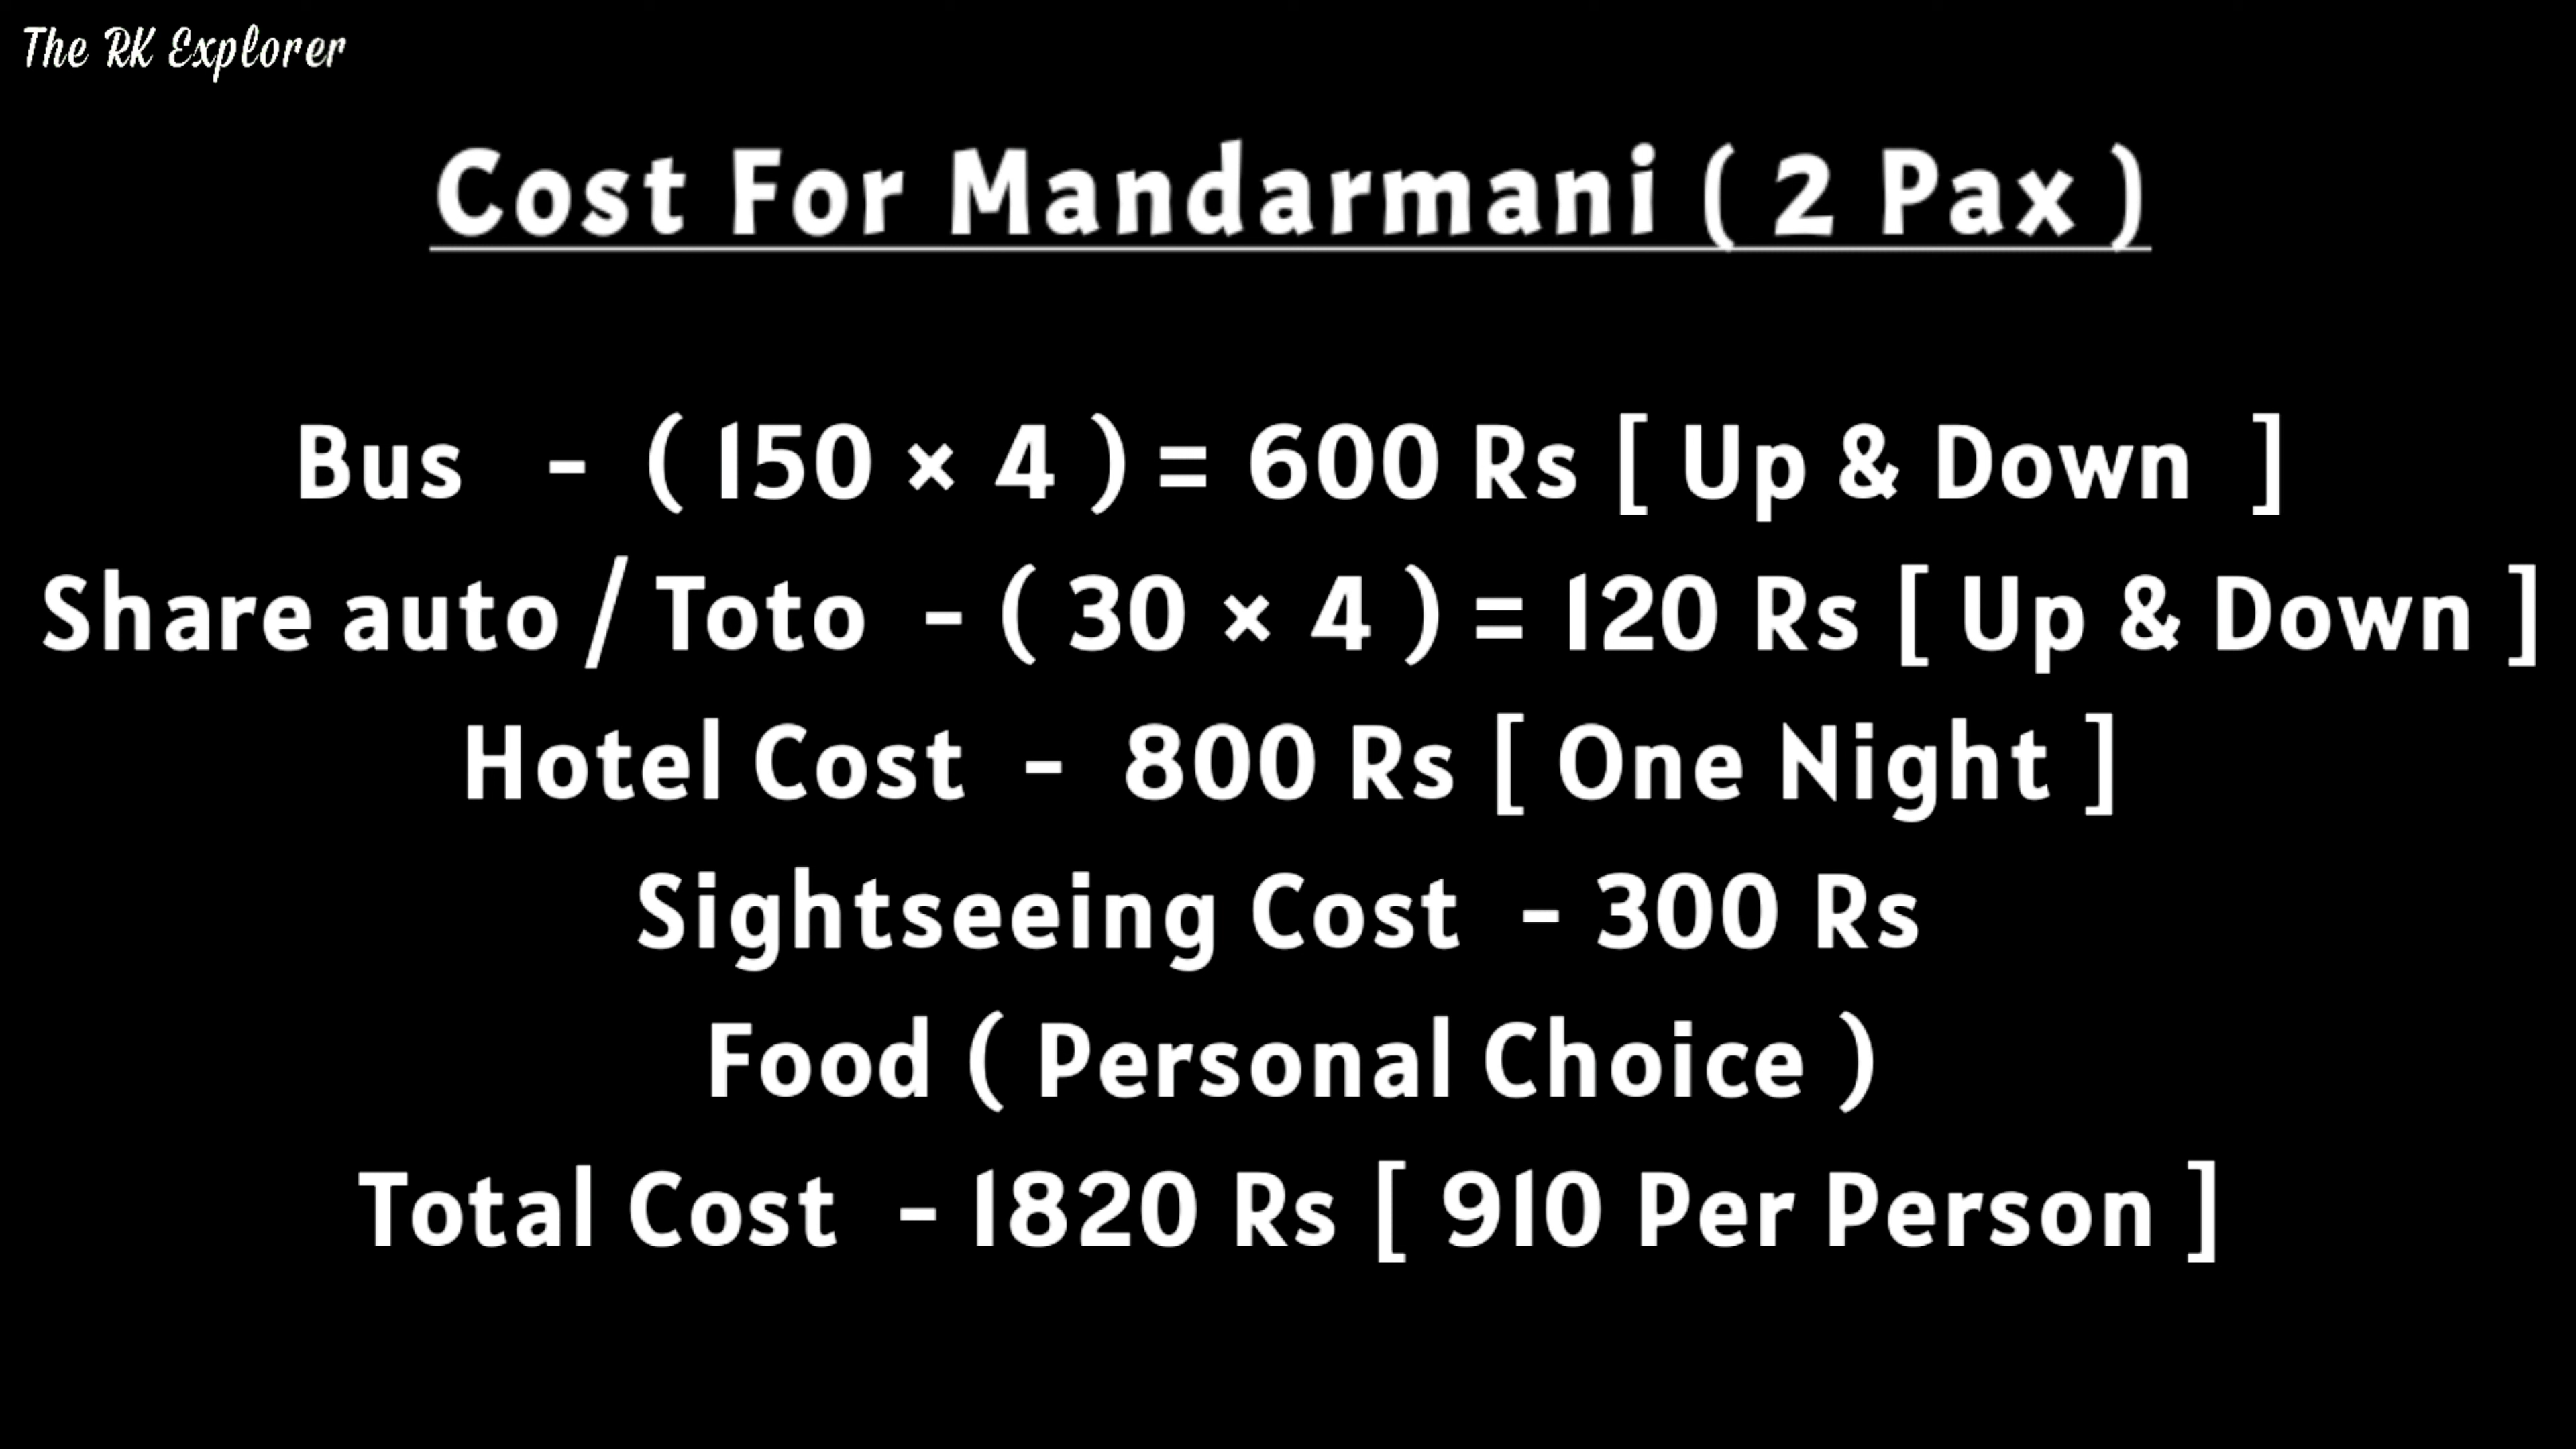 The RK Explorer
Cost For Mandarmani ( 2 Pax )
Bus - ( 150 × 4 ) = 600 Rs [ Up & Down ]
Share auto / Toto - ( 30 × 4 ) = 120 Rs [ Up & Down ]
Hotel Cost - 800 Rs [ One Night ]
Sightseeing Cost - 300 Rs
Food ( Personal Choice )
Total Cost - 1820 Rs [ 910 Per Person ]